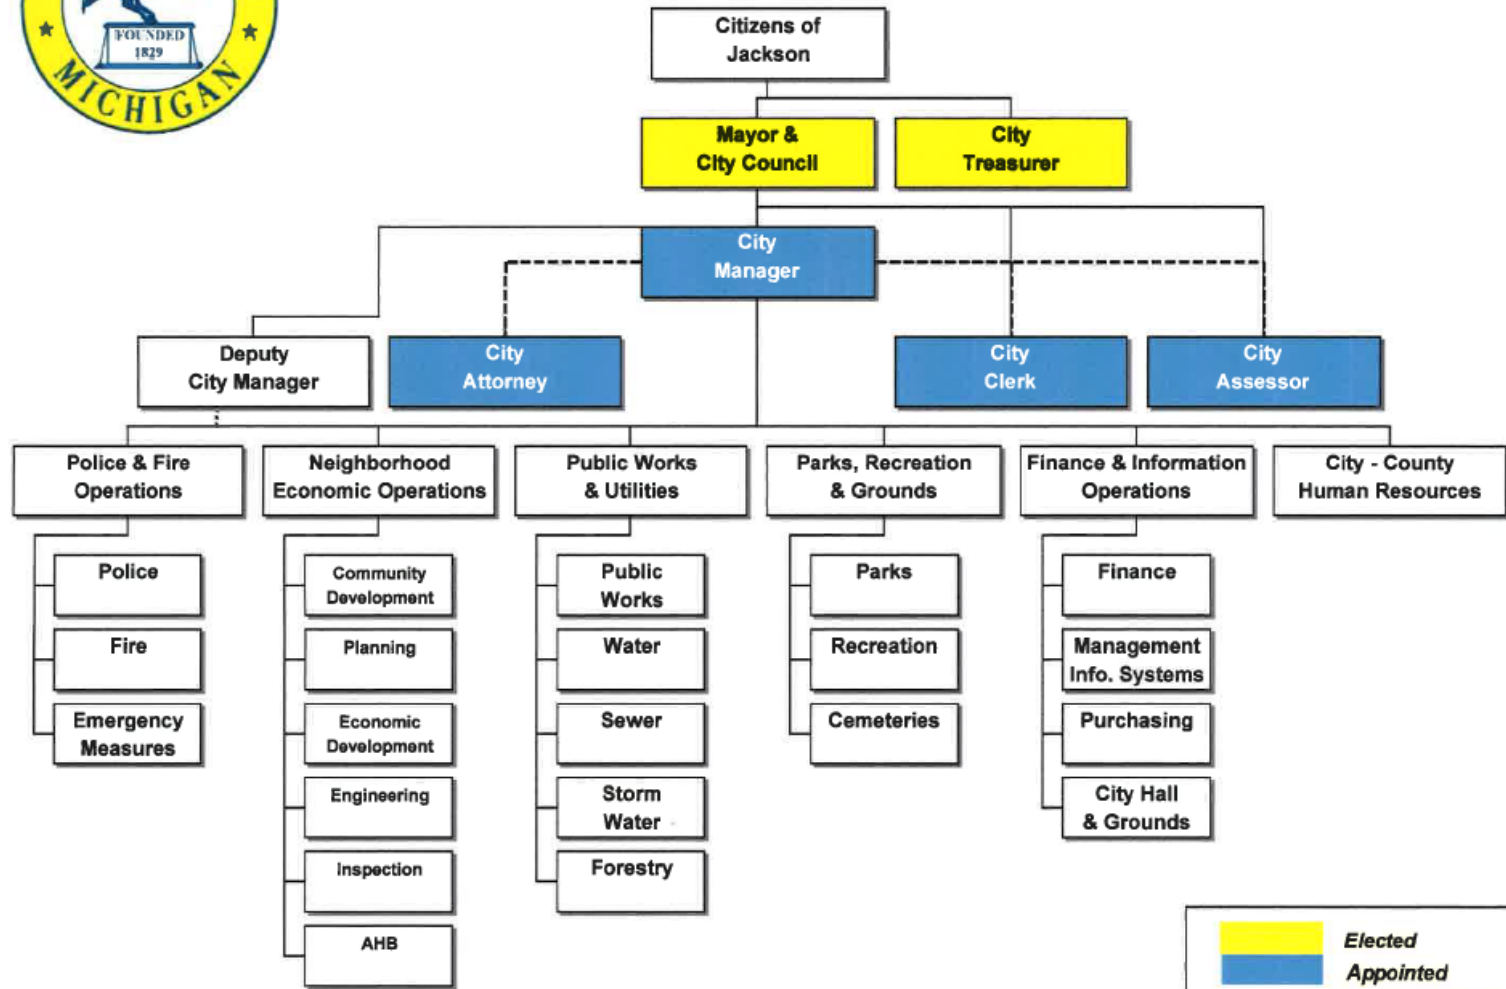 FOUNDED
1829
MICHIGAN
Citizens of
Jackson
Mayor &
City Council
City
Treasurer
City
Manager
Deputy
City Manager
City
Attorney
City
Clerk
City
Assessor
Police & Fire
Operations
Neighborhood
Economic Operations
Public Works
& Utilities
Parks, Recreation
& Grounds
Finance & Information
Operations
City - County
Human Resources
Police
Fire
Emergency
Measures
Community
Development
Planning
Economic
Development
Engineering
Inspection
AHB
Public
Works
Water
Sewer
Storm
Water
Forestry
Parks
Recreation
Cemeteries
Finance
Management
Info. Systems
Purchasing
City Hall
& Grounds
Elected
Appointed